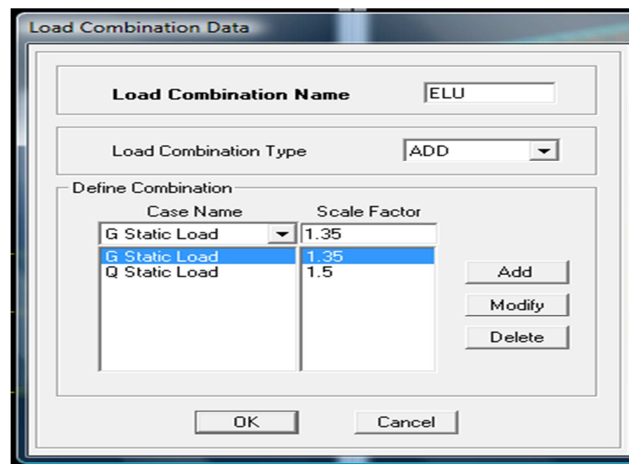 Load Combination Data
Load Combination Name ELU
Load Combination Type ADD
Define Combination
Case Name Scale Factor
G Static Load 1.35
G Static Load 1.35
Q Static Load 1.5
Add
Modify
Delete
OK Cancel